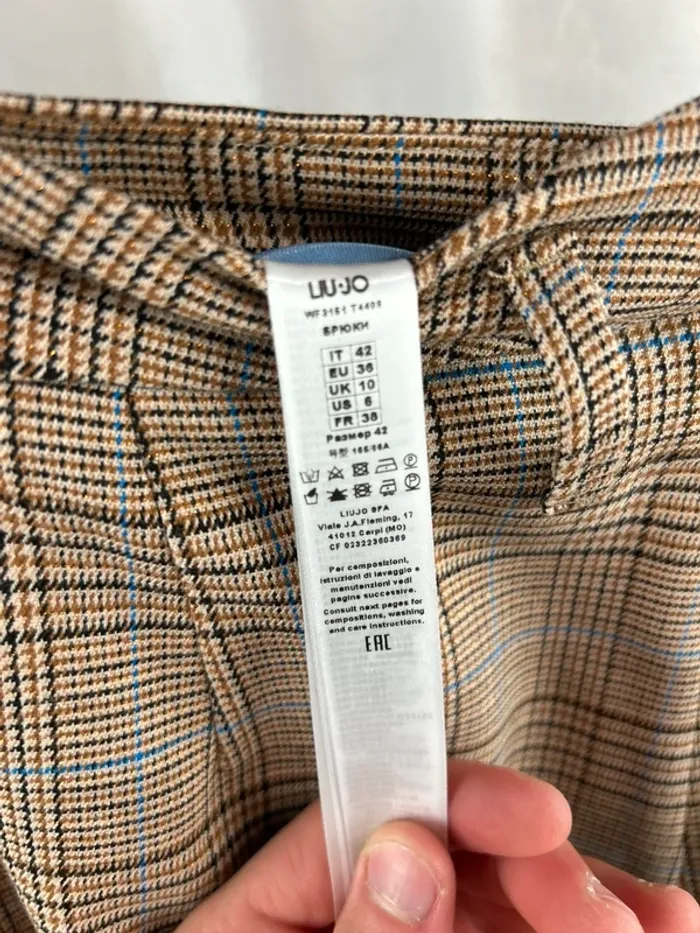 LIU·JO
WF3151 T4405
БРЮКИ
IT 42
EU 36
UK 10
US 6
FR 38
Размер 42
号型 165/66A
LIUJO SPA
Viale J.A.Fleming, 17
41012 Carpi (MO)
CF 02322360369
Per composizioni,
istruzioni di lavaggio e
manutenzioni vedi
pagine successive.
Consult next pages for
compositions, washing
and care instructions.
EAC